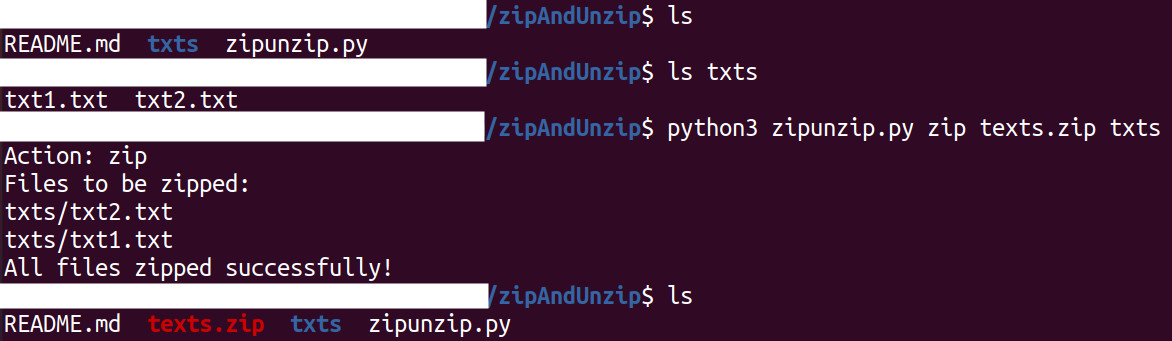 /zipAndUnzip$ ls
README.md  txts  zipunzip.py
/zipAndUnzip$ ls txts
txt1.txt  txt2.txt
/zipAndUnzip$ python3 zipunzip.py zip texts.zip txts
Action: zip
Files to be zipped:
txts/txt2.txt
txts/txt1.txt
All files zipped successfully!
/zipAndUnzip$ ls
README.md  texts.zip  txts  zipunzip.py